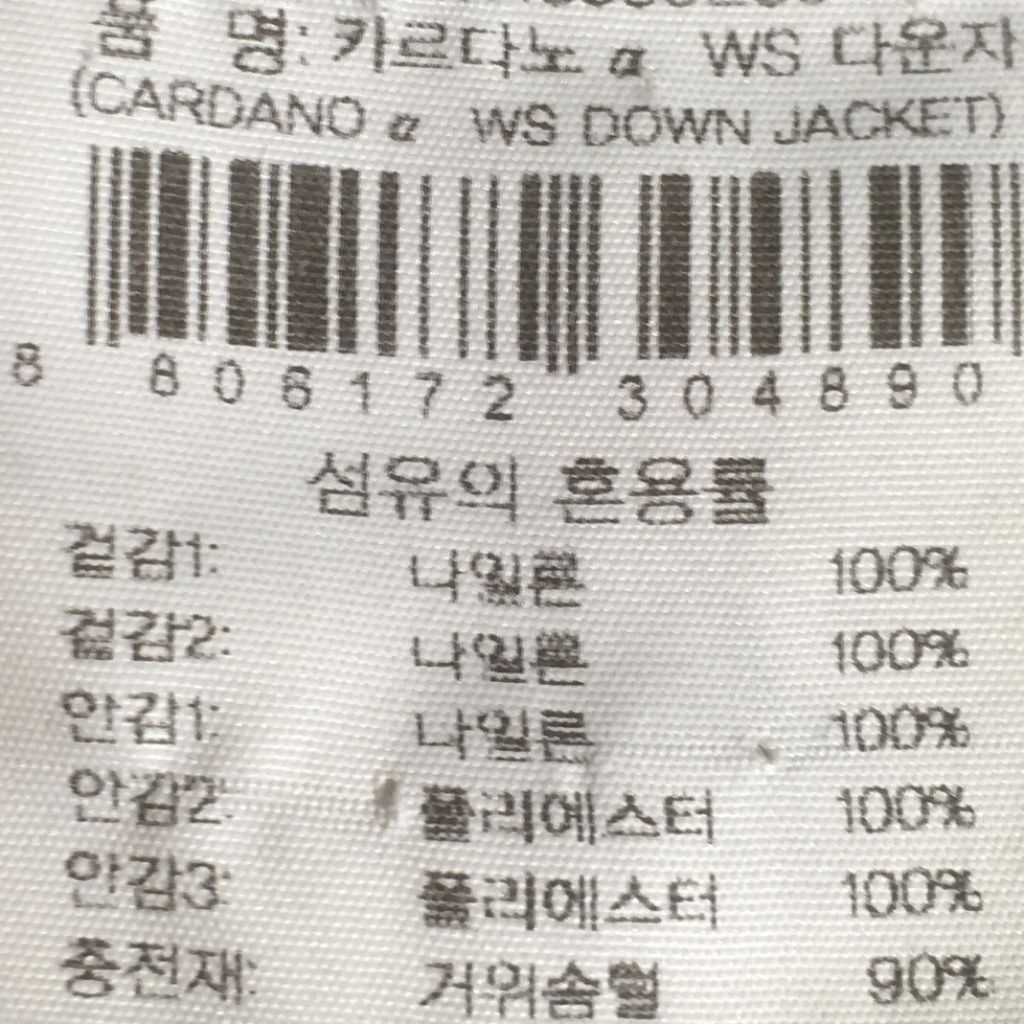 품 명: 카르다노 α WS 다운자
(CARDANO α WS DOWN JACKET)
8 806172 304890
섬유의 혼용률
겉감1: 나일론 100%
겉감2: 나일론 100%
안감1: 나일론 100%
안감2: 폴리에스터 100%
안감3: 폴리에스터 100%
충전재: 거위솜털 90%